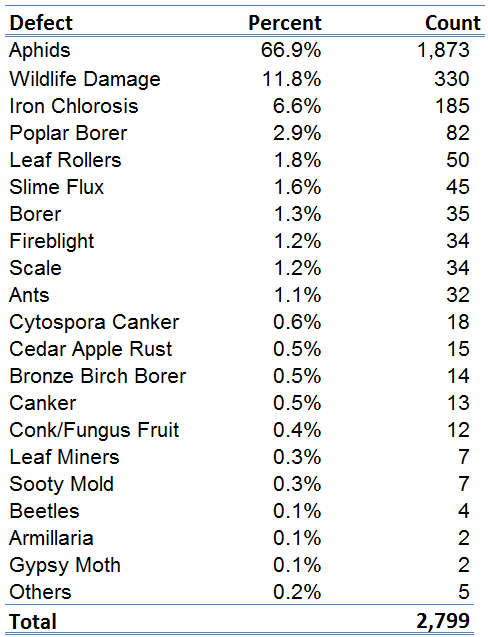 Defect Percent Count
Aphids 66.9% 1,873
Wildlife Damage 11.8% 330
Iron Chlorosis 6.6% 185
Poplar Borer 2.9% 82
Leaf Rollers 1.8% 50
Slime Flux 1.6% 45
Borer 1.3% 35
Fireblight 1.2% 34
Scale 1.2% 34
Ants 1.1% 32
Cytospora Canker 0.6% 18
Cedar Apple Rust 0.5% 15
Bronze Birch Borer 0.5% 14
Canker 0.5% 13
Conk/Fungus Fruit 0.4% 12
Leaf Miners 0.3% 7
Sooty Mold 0.3% 7
Beetles 0.1% 4
Armillaria 0.1% 2
Gypsy Moth 0.1% 2
Others 0.2% 5
Total 2,799